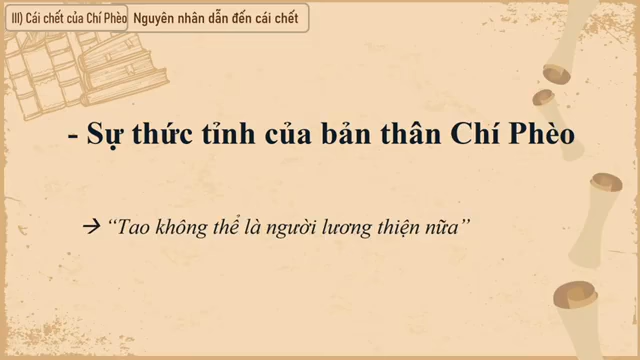 III) Cái chết của Chí Phèo
Nguyên nhân dẫn đến cái chết
- Sự thức tỉnh của bản thân Chí Phèo
→ “Tao không thể là người lương thiện nữa”